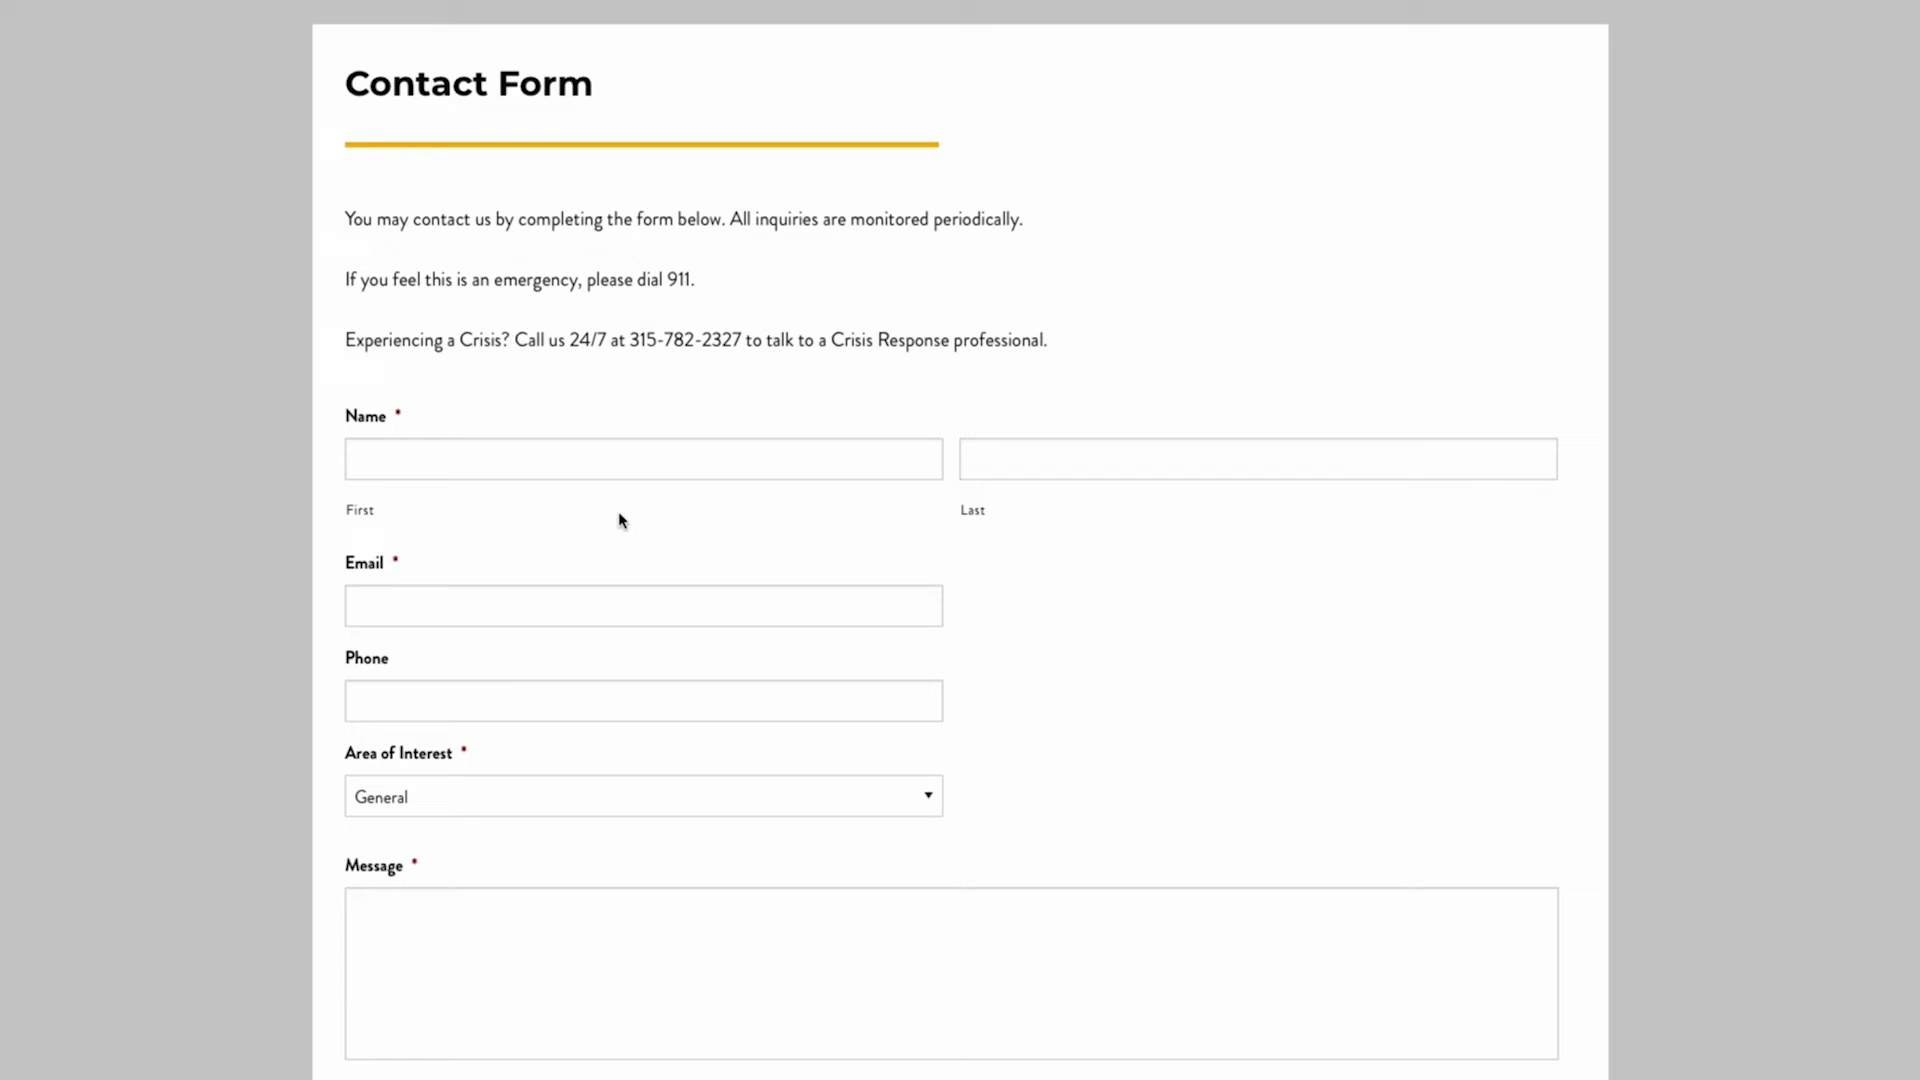 Contact Form
You may contact us by completing the form below. All inquiries are monitored periodically.
If you feel this is an emergency, please dial 911.
Experiencing a Crisis? Call us 24/7 at 315-782-2327 to talk to a Crisis Response professional.
Name *
First
Last
Email *
Phone
Area of Interest *
General
Message *